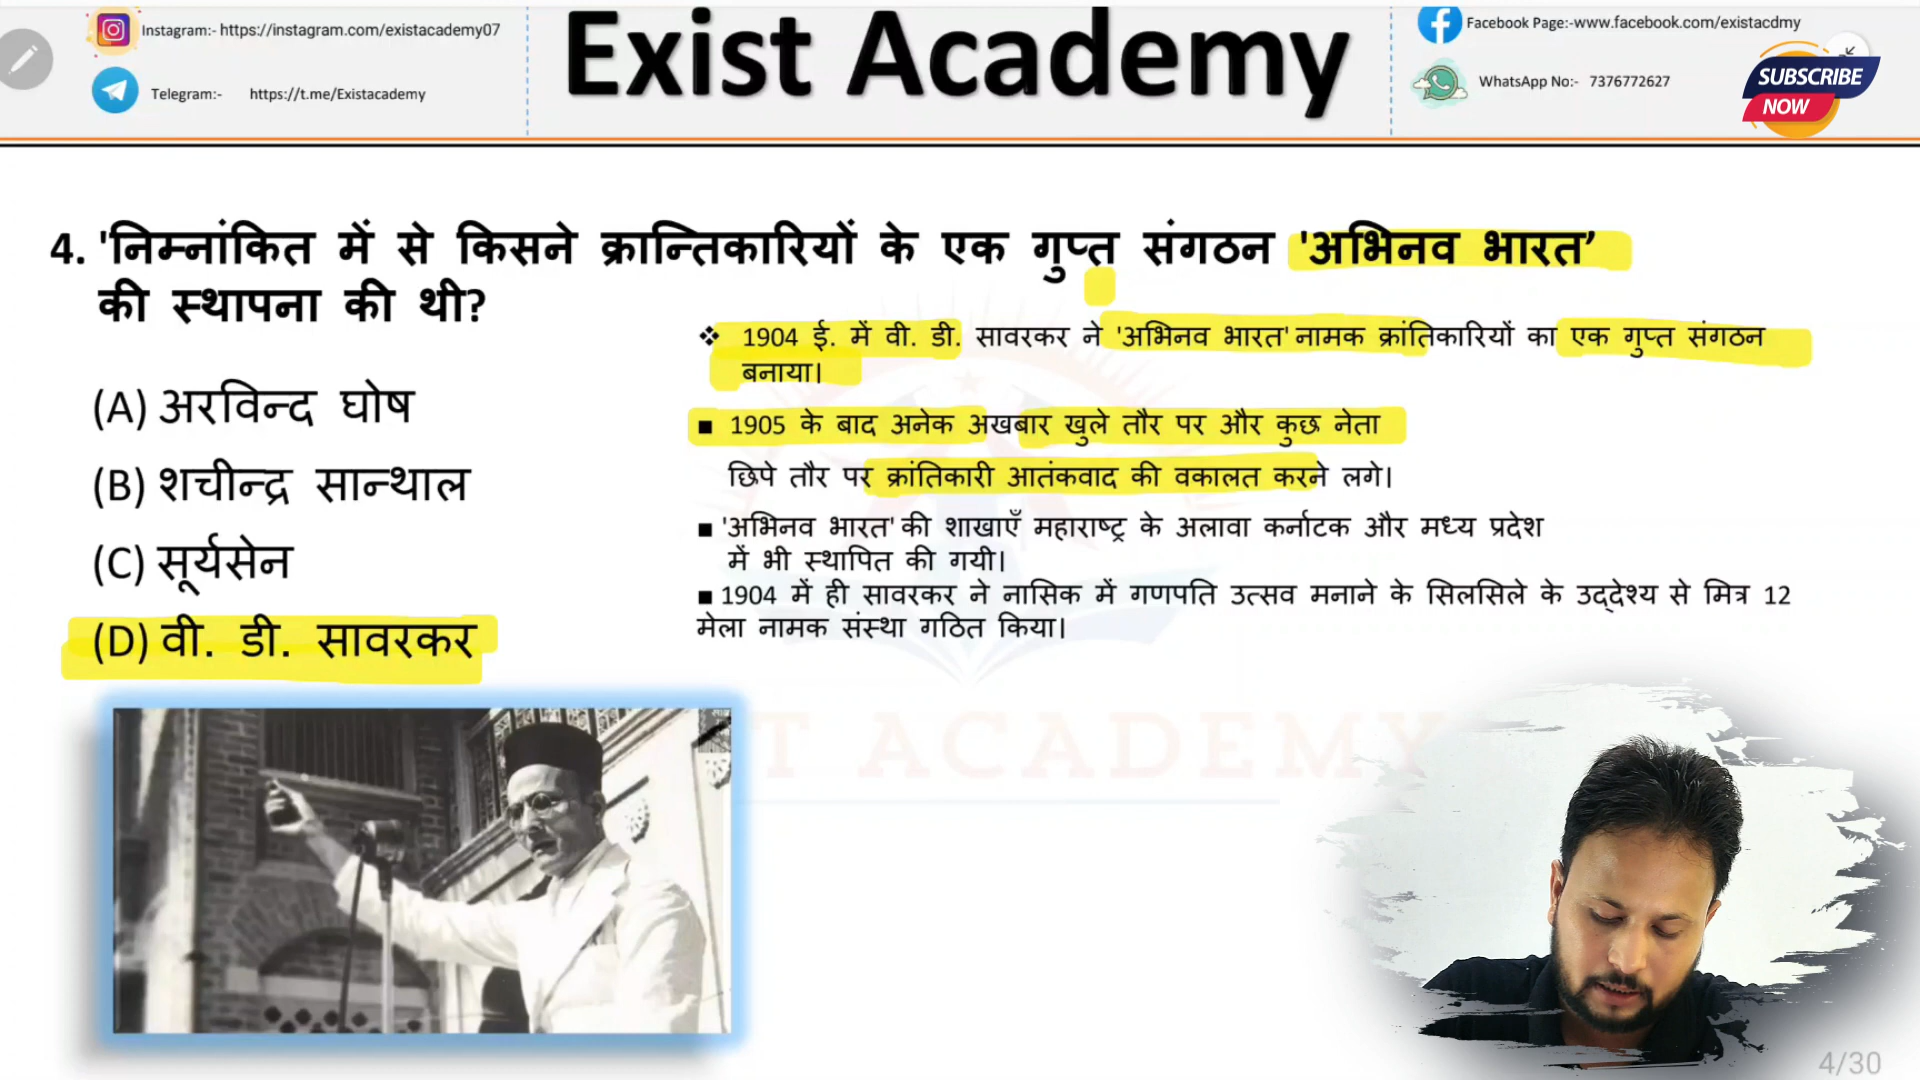 Instagram:- https://instagram.com/existacademy07
Telegram:- https://t.me/Existacademy
Exist Academy
Facebook Page:-www.facebook.com/existacdmy
WhatsApp No:- 7376772627
SUBSCRIBE
NOW
4. 'निम्नांकित में से किसने क्रान्तिकारियों के एक गुप्त संगठन 'अभिनव भारत’
की स्थापना की थी?
(A) अरविन्द घोष
(B) शचीन्द्र सान्थाल
(C) सूर्यसेन
(D) वी. डी. सावरकर
❖ 1904 ई. में वी. डी. सावरकर ने 'अभिनव भारत' नामक क्रांतिकारियों का एक गुप्त संगठन
बनाया।
■ 1905 के बाद अनेक अखबार खुले तौर पर और कुछ नेता
छिपे तौर पर क्रांतिकारी आतंकवाद की वकालत करने लगे।
■ 'अभिनव भारत' की शाखाएँ महाराष्ट्र के अलावा कर्नाटक और मध्य प्रदेश
में भी स्थापित की गयी।
■ 1904 में ही सावरकर ने नासिक में गणपति उत्सव मनाने के सिलसिले के उद्देश्य से मित्र 12
मेला नामक संस्था गठित किया।
T ACADEMY
4/30